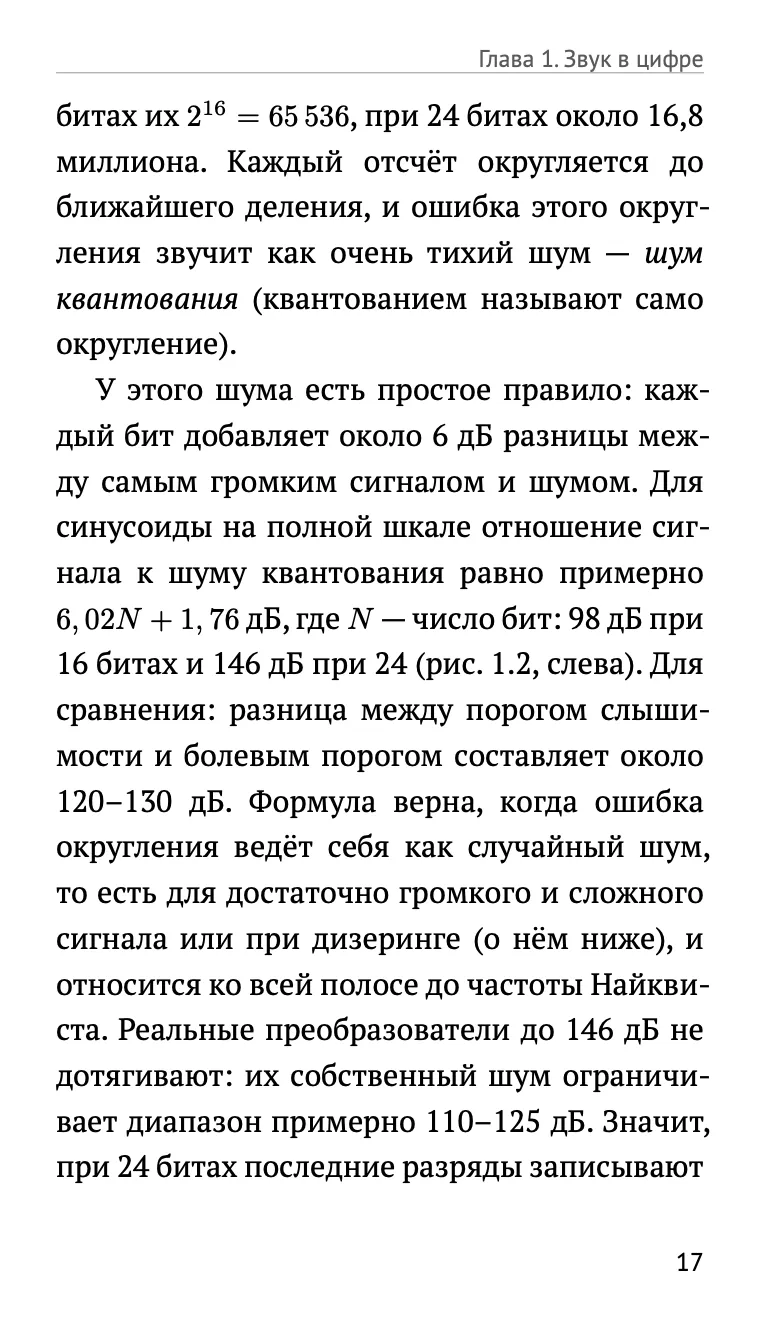 Глава 1. Звук в цифре
битах их 2¹⁶ = 65 536, при 24 битах около 16,8
миллиона. Каждый отсчёт округляется до
ближайшего деления, и ошибка этого округ-
ления звучит как очень тихий шум — шум
квантования (квантованием называют само
округление).
У этого шума есть простое правило: каж-
дый бит добавляет около 6 дБ разницы меж-
ду самым громким сигналом и шумом. Для
синусоиды на полной шкале отношение сиг-
нала к шуму квантования равно примерно
6, 02N + 1, 76 дБ, где N — число бит: 98 дБ при
16 битах и 146 дБ при 24 (рис. 1.2, слева). Для
сравнения: разница между порогом слыши-
мости и болевым порогом составляет около
120–130 дБ. Формула верна, когда ошибка
округления ведёт себя как случайный шум,
то есть для достаточно громкого и сложного
сигнала или при дизеринге (о нём ниже), и
относится ко всей полосе до частоты Найкви-
ста. Реальные преобразователи до 146 дБ не
дотягивают: их собственный шум ограничи-
вает диапазон примерно 110–125 дБ. Значит,
при 24 битах последние разряды записывают
17